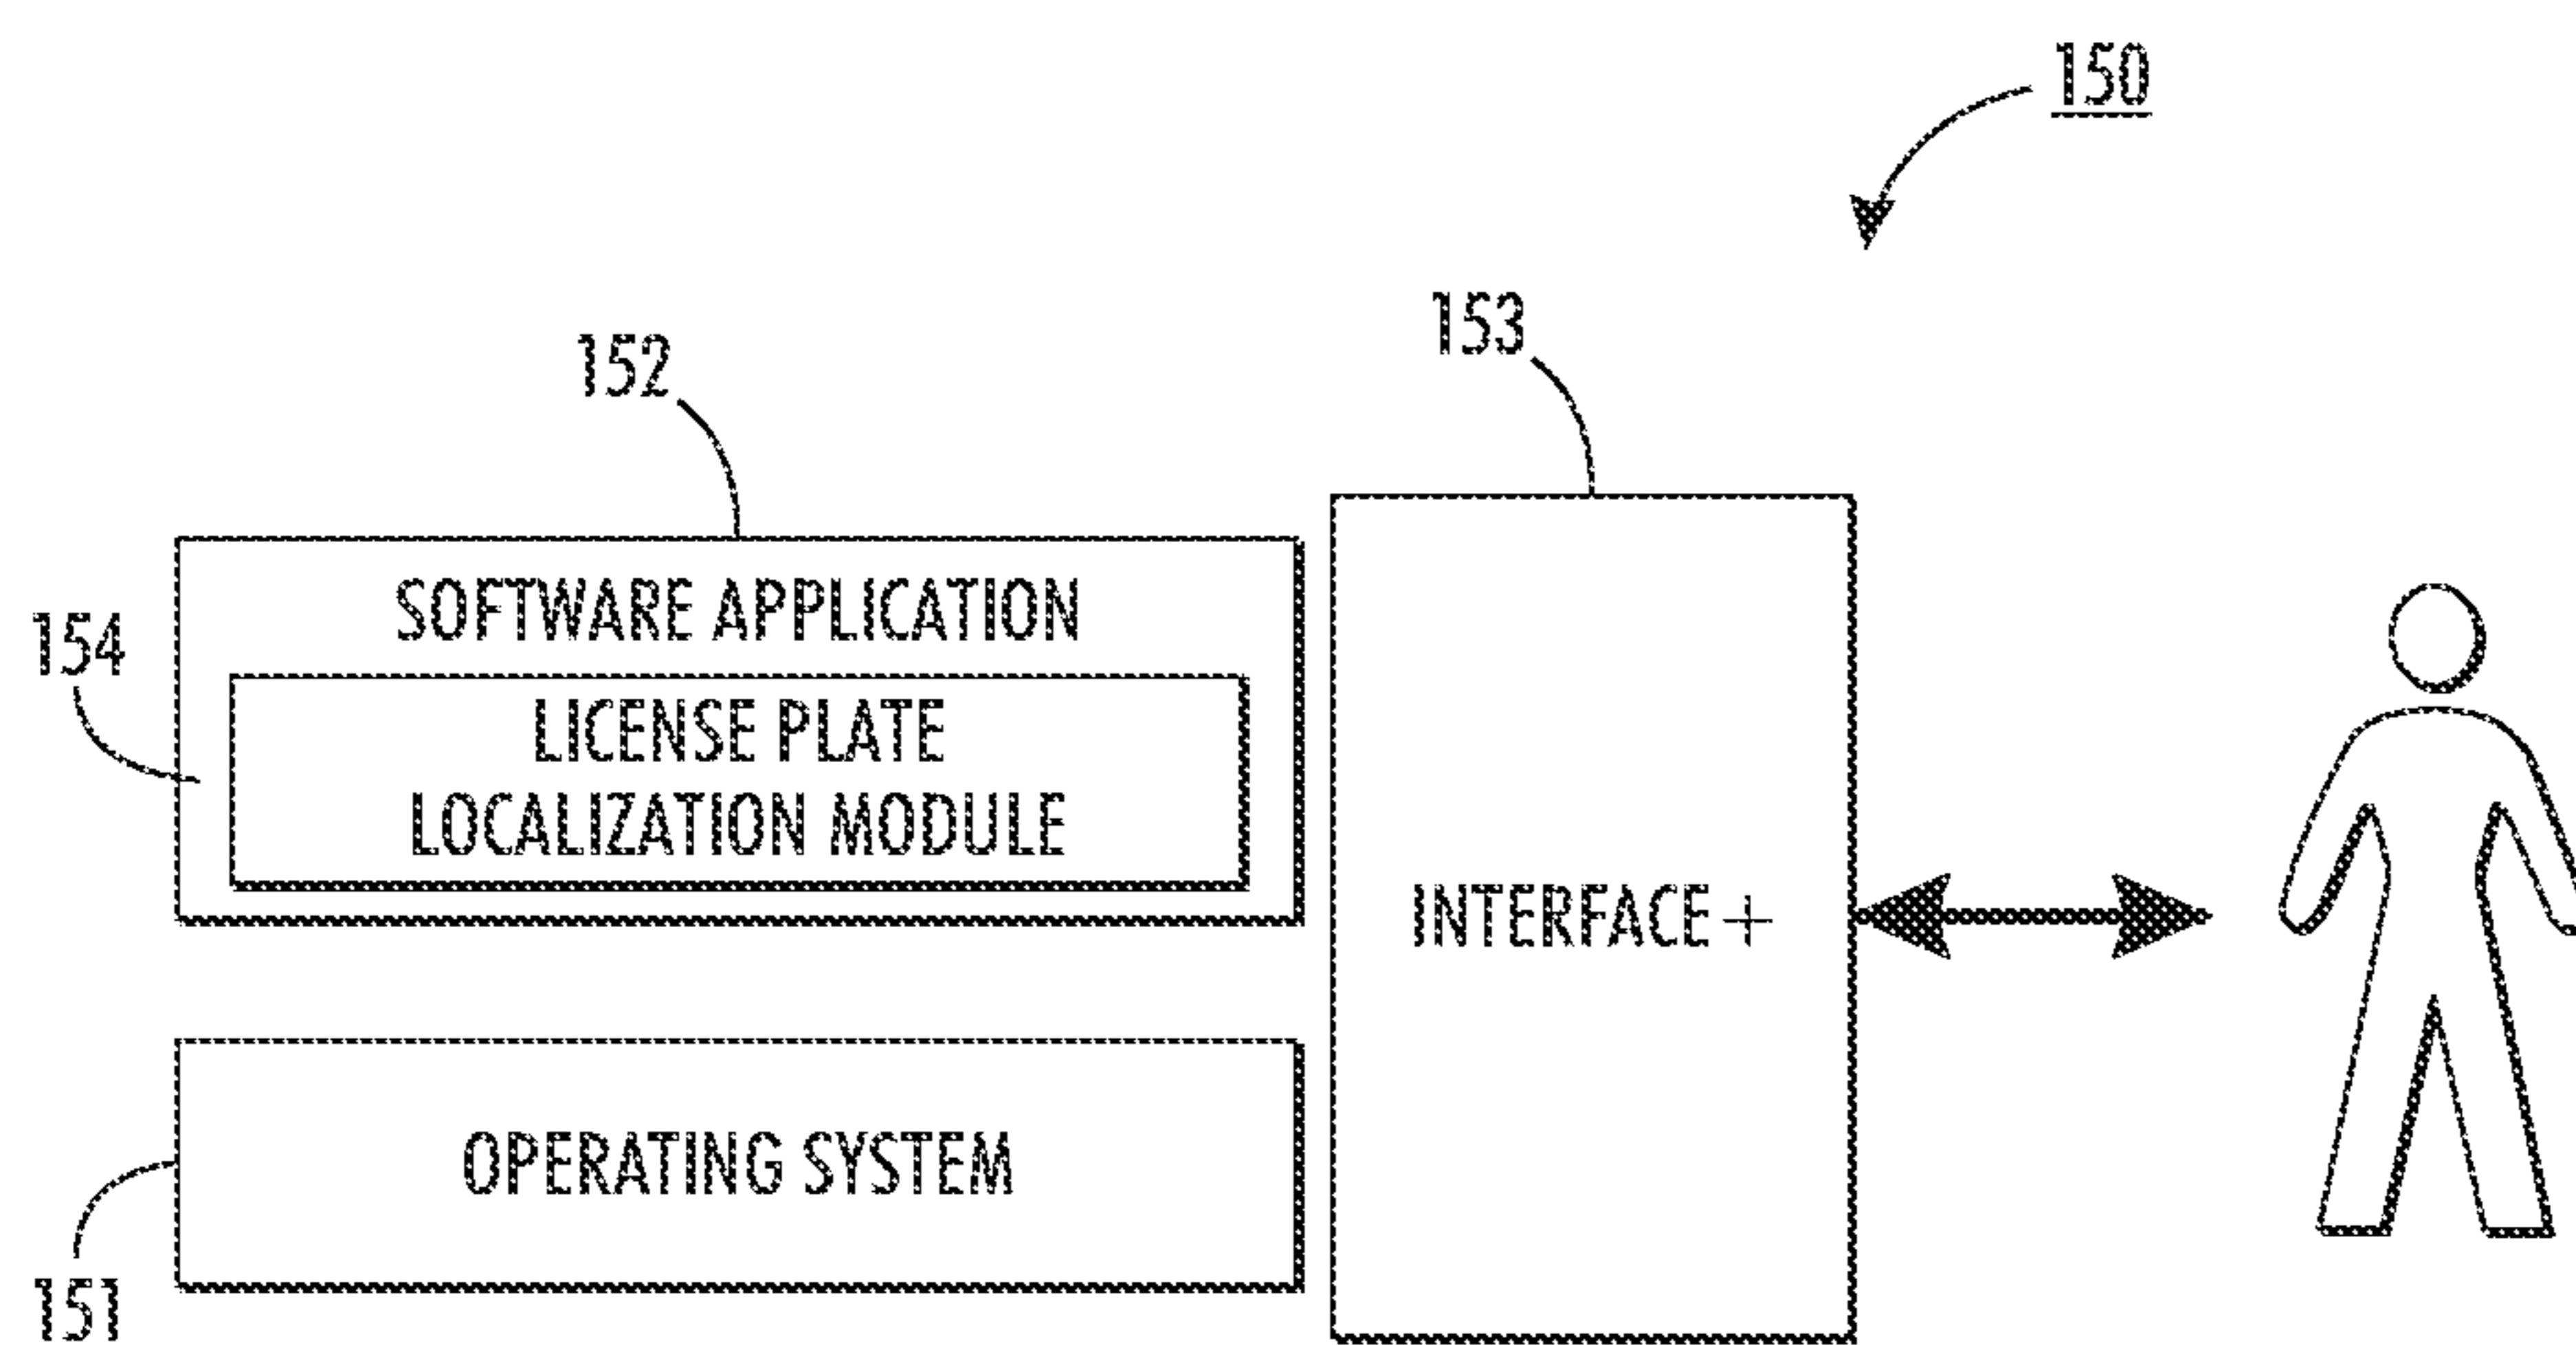 150
153
152
SOFTWARE APPLICATION
154
LICENSE PLATE
LOCALIZATION MODULE
INTERFACE+
OPERATING SYSTEM
151